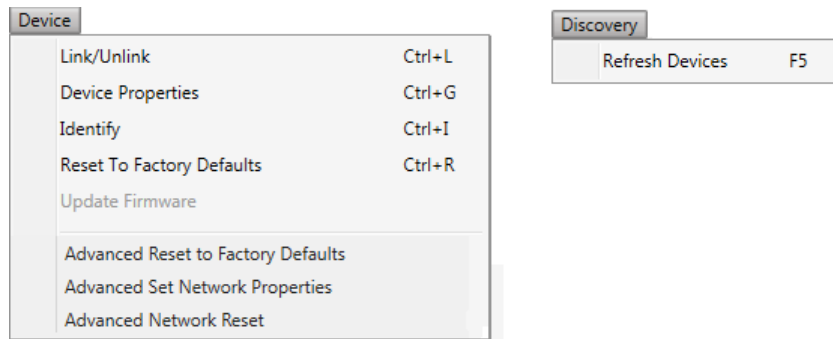 Device
Link/Unlink Ctrl+L
Device Properties Ctrl+G
Identify Ctrl+I
Reset To Factory Defaults Ctrl+R
Update Firmware
Advanced Reset to Factory Defaults
Advanced Set Network Properties
Advanced Network Reset
Discovery
Refresh Devices F5